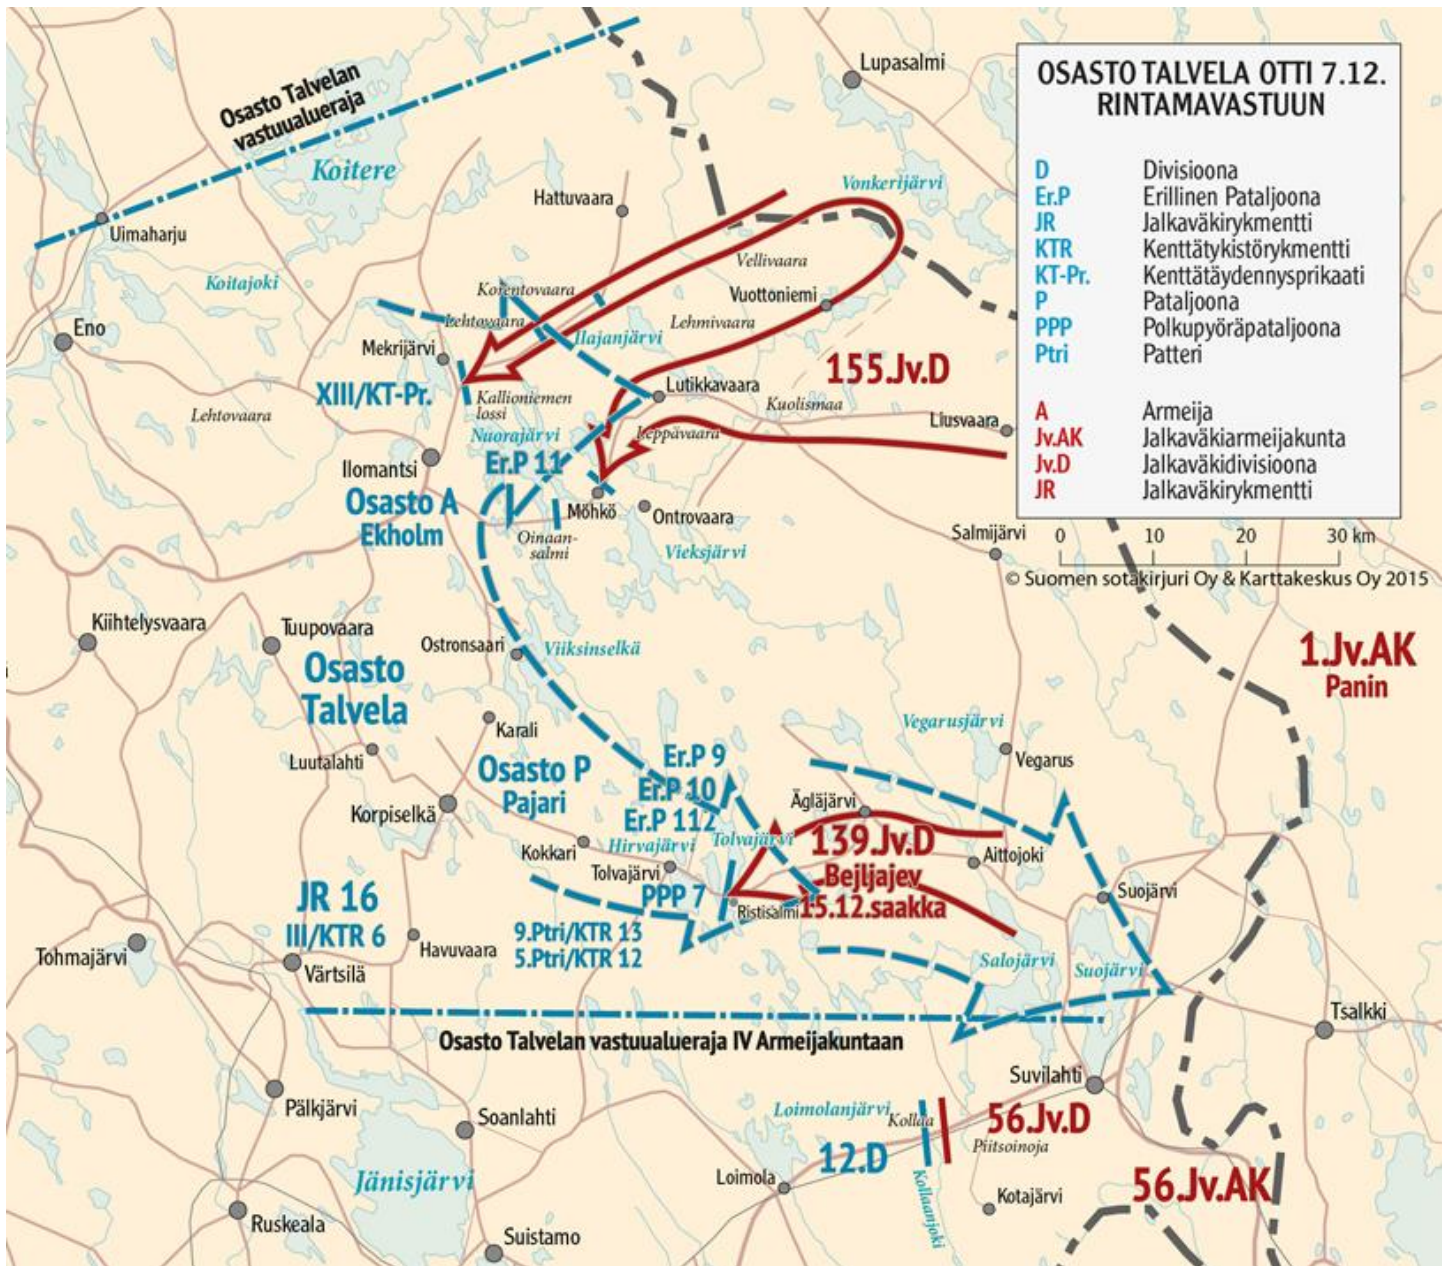 Osasto Talvelan
vastuualueraja
Koitere
Lupasalmi
Hattuvaara
Vonkerijärvi
Uimaharju
Koitajoki
Vellivaara
Korentovaara
Vuottoniemi
Eno
Lehtovaara
Lehmivaara
Ilajanjärvi
Mekrijärvi
155.Jv.D
XIII/KT-Pr.
Lutikkavaara
Kallioniemen
lossi
Kuolismaa
Lehtovaara
Liusvaara
Nuorajärvi
Leppävaara
Er.P 11
Ilomantsi
Osasto A
Ekholm
Möhkö
Ontrovaara
Oinaan-
salmi
Vieksjärvi
Salmijärvi
OSASTO TALVELA OTTI 7.12.
RINTAMAVASTUUN
D Divisioona
Er.P Erillinen Pataljoona
JR Jalkaväkirykmentti
KTR Kenttätykistörykmentti
KT-Pr. Kenttätäydennysprikaati
P Pataljoona
PPP Polkupyöräpataljoona
Ptri Patteri
A Armeija
Jv.AK Jalkaväkiarmeijakunta
Jv.D Jalkaväkidivisioona
JR Jalkaväkirykmentti
0 10 20 30 km
© Suomen sotakirjuri Oy & Karttakeskus Oy 2015
Kiihtelysvaara
Tuupovaara
Ostronsaari
Viiksinselkä
1.Jv.AK
Panin
Osasto
Talvela
Karali
Vegarusjärvi
Luutalahti
Vegarus
Osasto P
Pajari
Er.P 9
Er.P 10
Er.P 112
Korpiselkä
Ägläjärvi
Hirvajärvi
Tolvajärvi
139.Jv.D
Bejljajev
15.12.saakka
Kokkari
Tolvajärvi
Aittojoki
PPP 7
Ristisalmi
Suojärvi
JR 16
III/KTR 6
9.Ptri/KTR 13
5.Ptri/KTR 12
Havuvaara
Tohmajärvi
Värtsilä
Salojärvi
Suojärvi
Tsalkki
Osasto Talvelan vastuualueraja IV Armeijakuntaan
Suvilahti
Pälkjärvi
Soanlahti
Loimolanjärvi
Kollaa
56.Jv.D
Piitsoinoja
12.D
Jänisjärvi
Loimola
Kollaanjoki
Kotajärvi
56.Jv.AK
Ruskeala
Suistamo